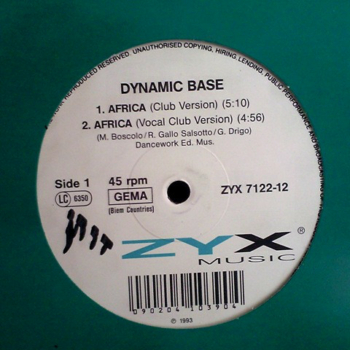 REPRODUCED RESERVED. UNAUTHORISED COPYING, HIRING, LENDING, PUBLIC
DYNAMIC BASE
1. AFRICA (Club Version) (5:10)
2. AFRICA (Vocal Club Version) (4:56)
(M. Boscolo/R. Gallo Salsotto/G. Drigo)
Dancework Ed. Mus.
Side 1
45 rpm
ZYX 7122-12
LC 6350
GEMA
(Biem Countries)
ZYX®
MUSIC
090204 103904
℗ 1993